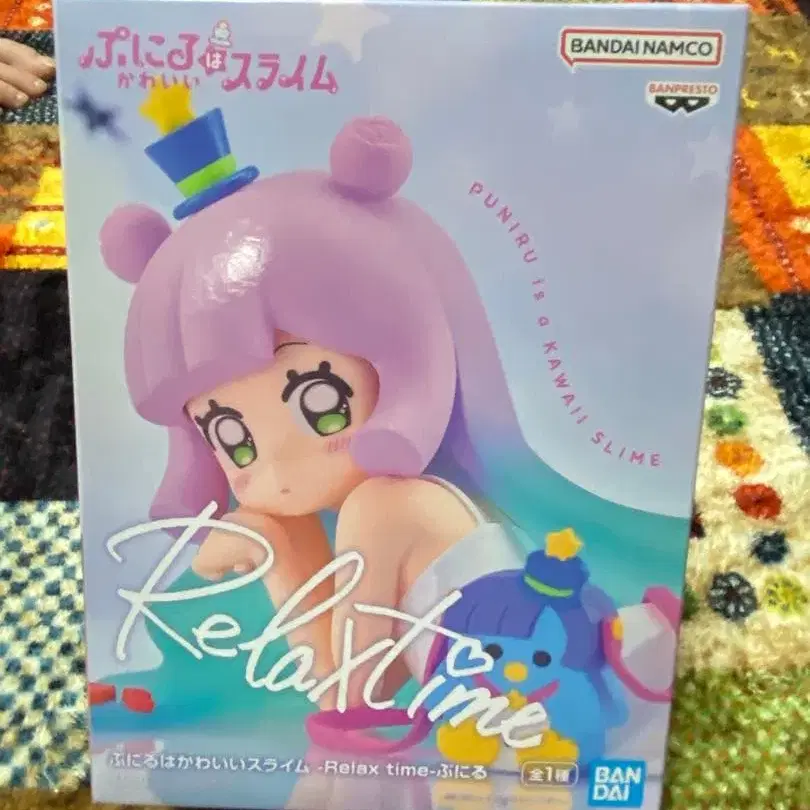 ぷにるはかわいいスライム
BANDAI NAMCO
BANPRESTO
PUNIRU is a KAWAII SLIME
Relax time
ぷにるはかわいいスライム -Relax time-ぷにる
全1種
BAN
DAI